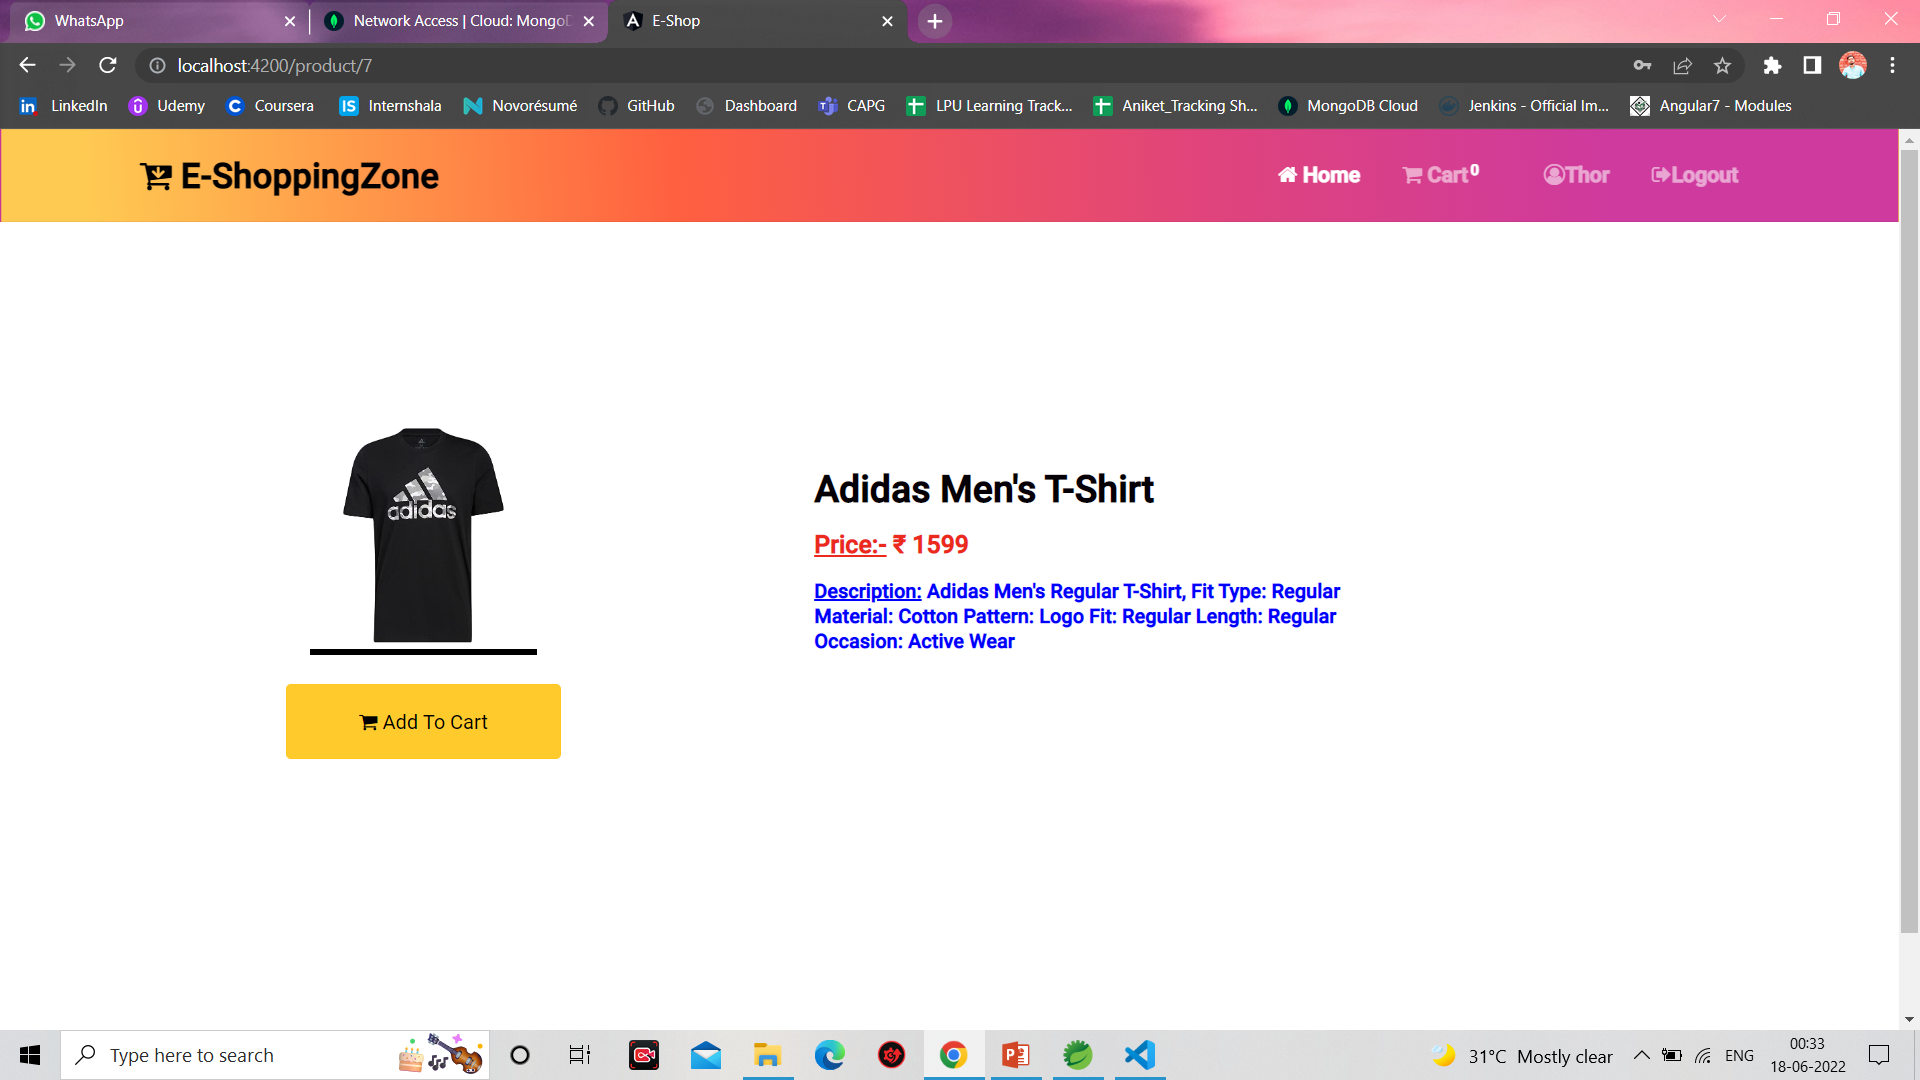 WhatsApp
Network Access | Cloud: MongoD
E-Shop
localhost:4200/product/7
LinkedIn
Udemy
Coursera
Internshala
Novorésumé
GitHub
Dashboard
CAPG
LPU Learning Track...
Aniket_Tracking Sh...
MongoDB Cloud
Jenkins - Official Im...
Angular7 - Modules
E-ShoppingZone
Home
Cart 0
Thor
Logout
adidas
Adidas Men's T-Shirt
Price:- ₹ 1599
Description: Adidas Men's Regular T-Shirt, Fit Type: Regular
Material: Cotton Pattern: Logo Fit: Regular Length: Regular
Occasion: Active Wear
Add To Cart
Type here to search
31°C Mostly clear
ENG
00:33
18-06-2022